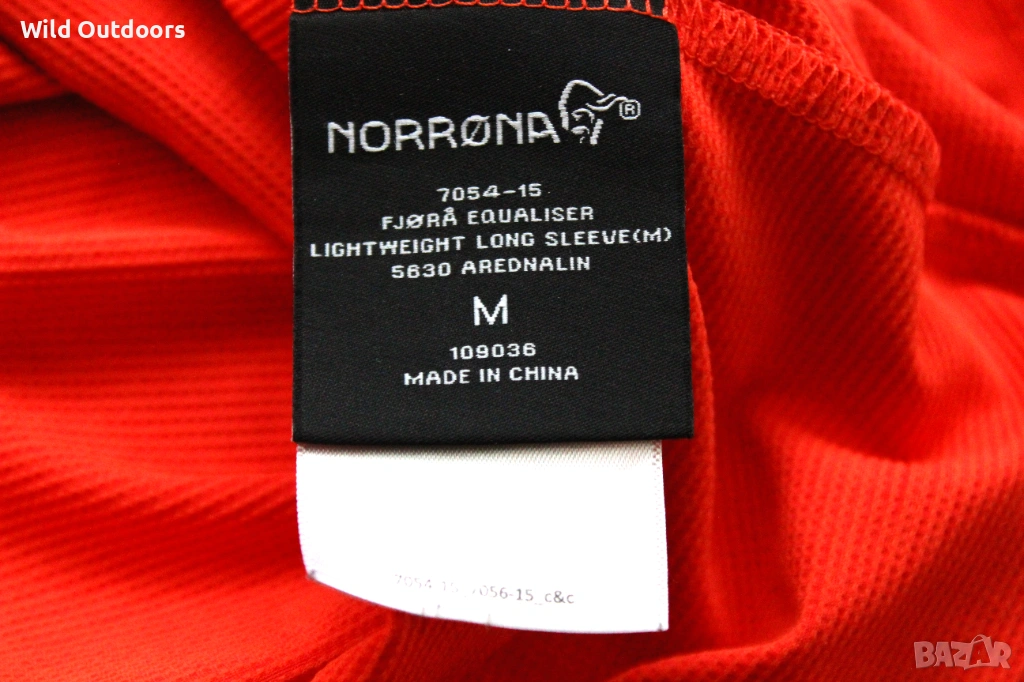 Wild Outdoors
NORRØNA®
7054-15
FJØRÅ EQUALISER
LIGHTWEIGHT LONG SLEEVE(M)
5630 AREDNALIN
M
109036
MADE IN CHINA
7054-15_7056-15_c&c
BAZAR